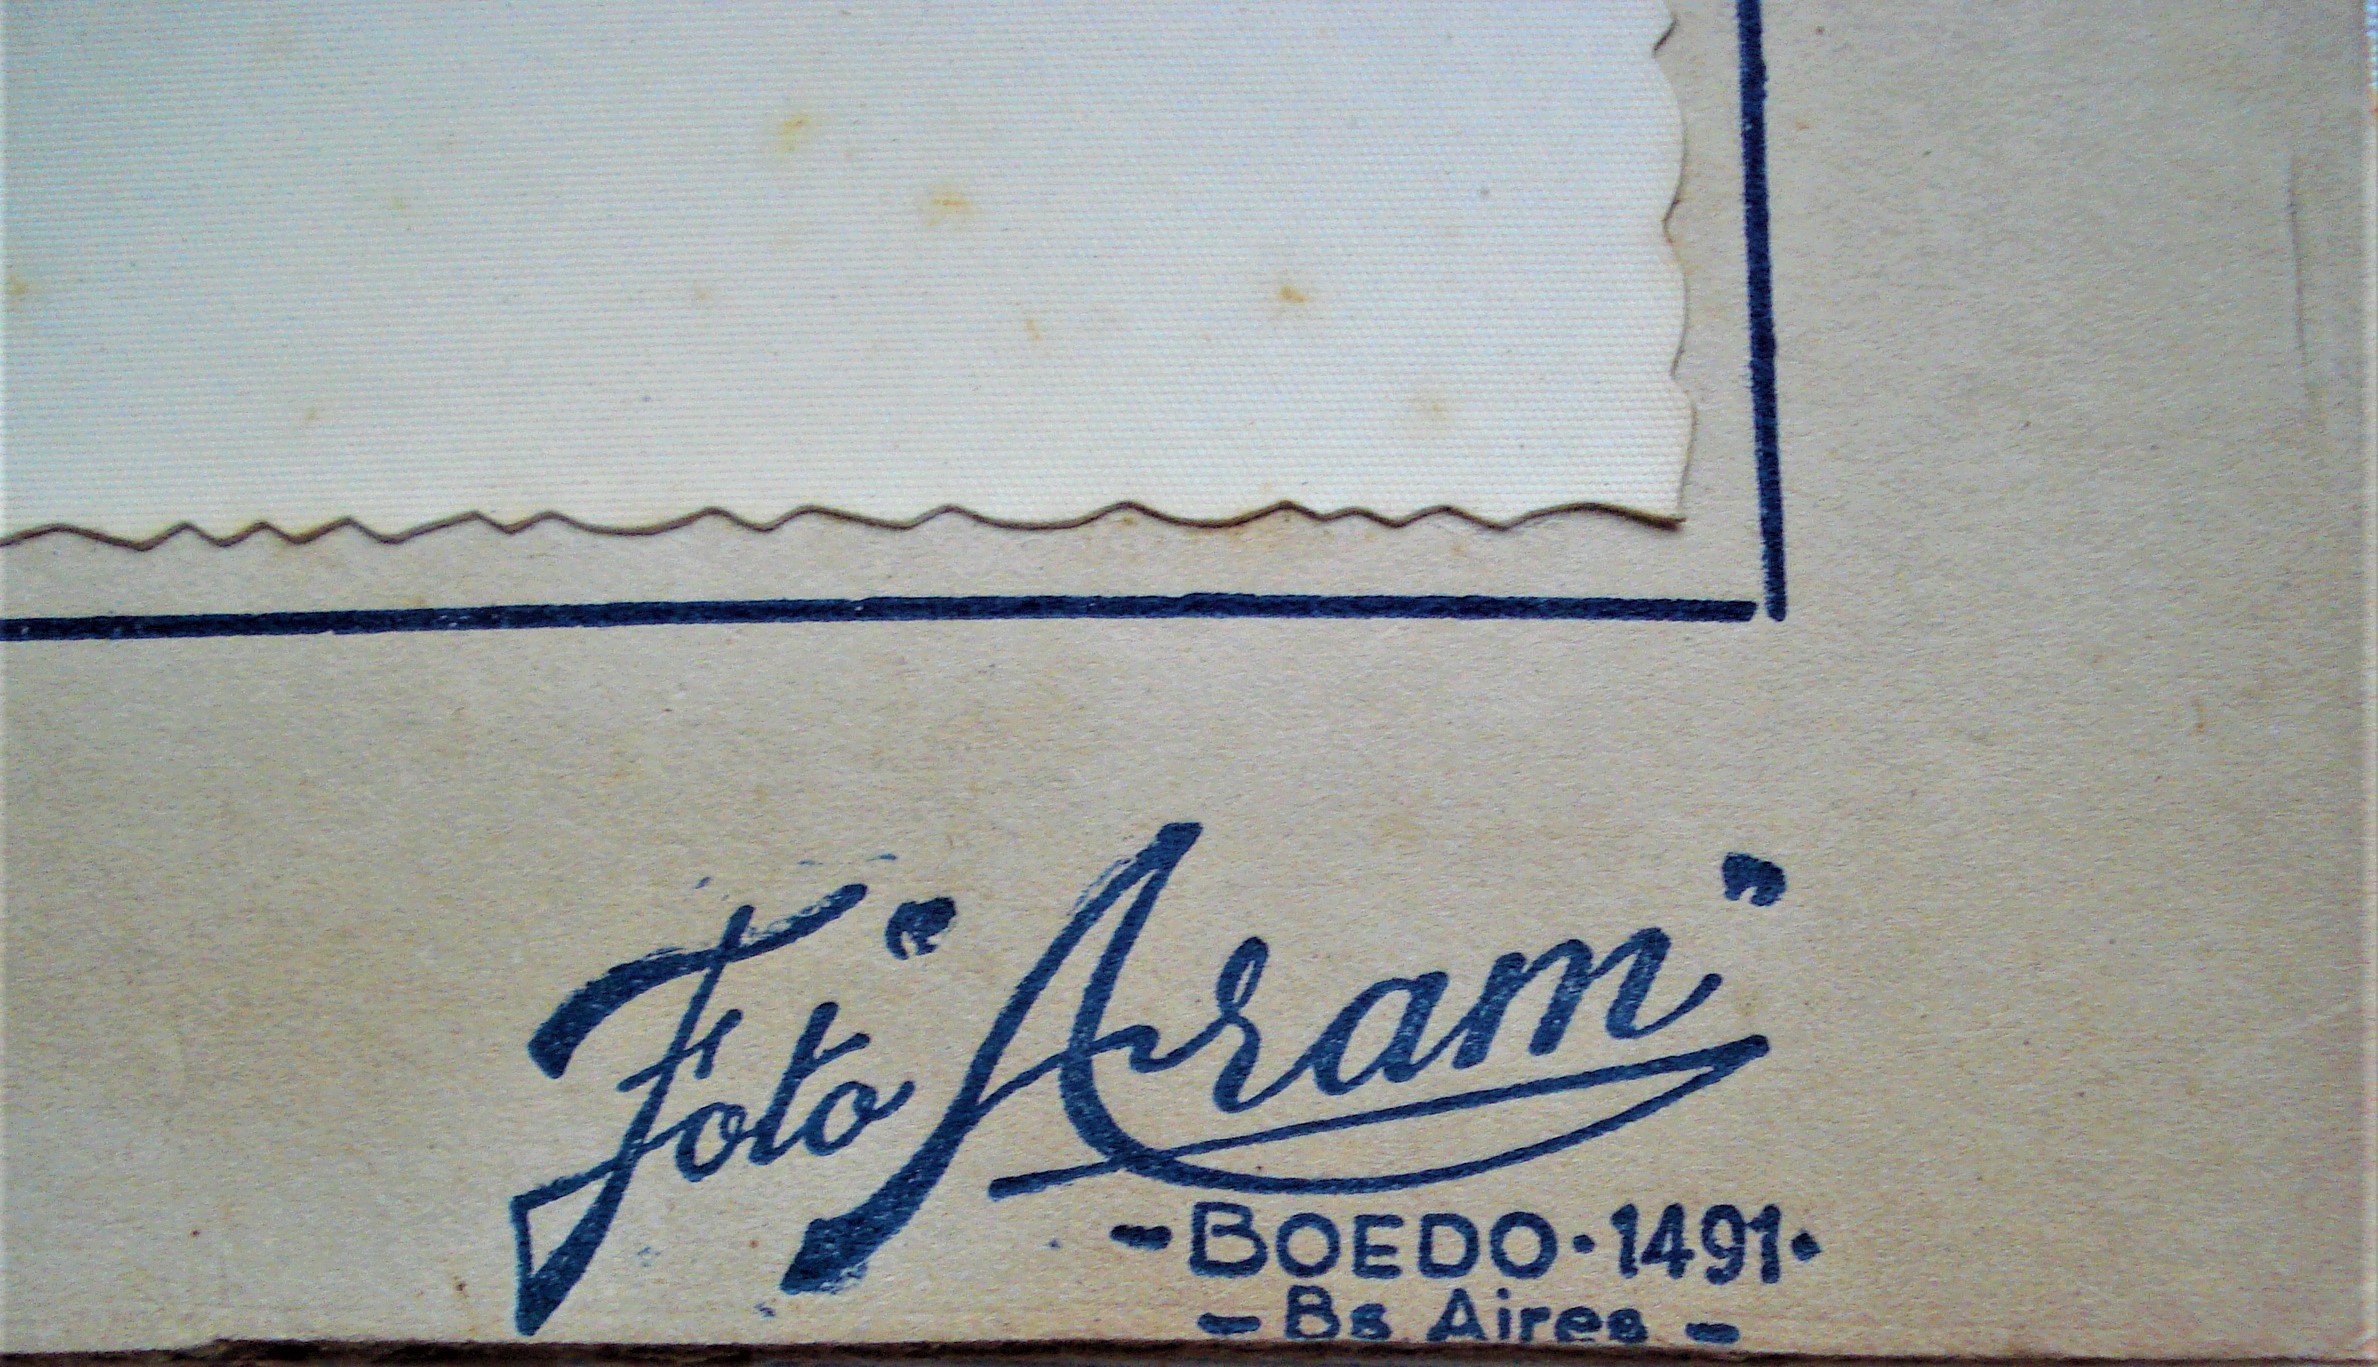 Foto "Aram"
- BOEDO · 1491 ·
- Bs Aires -